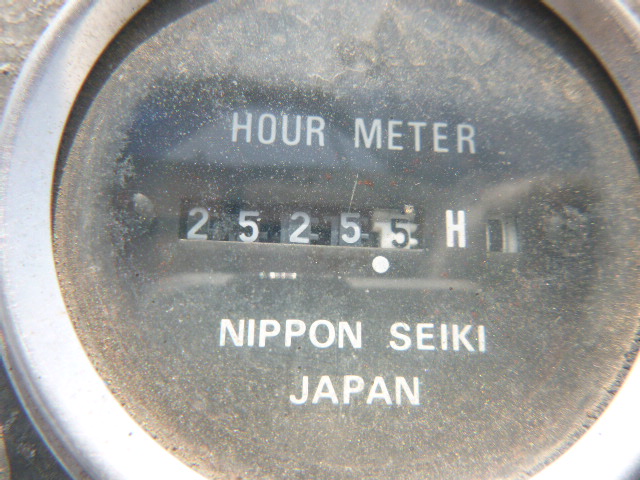 HOUR METER
25255 H
NIPPON SEIKI
JAPAN